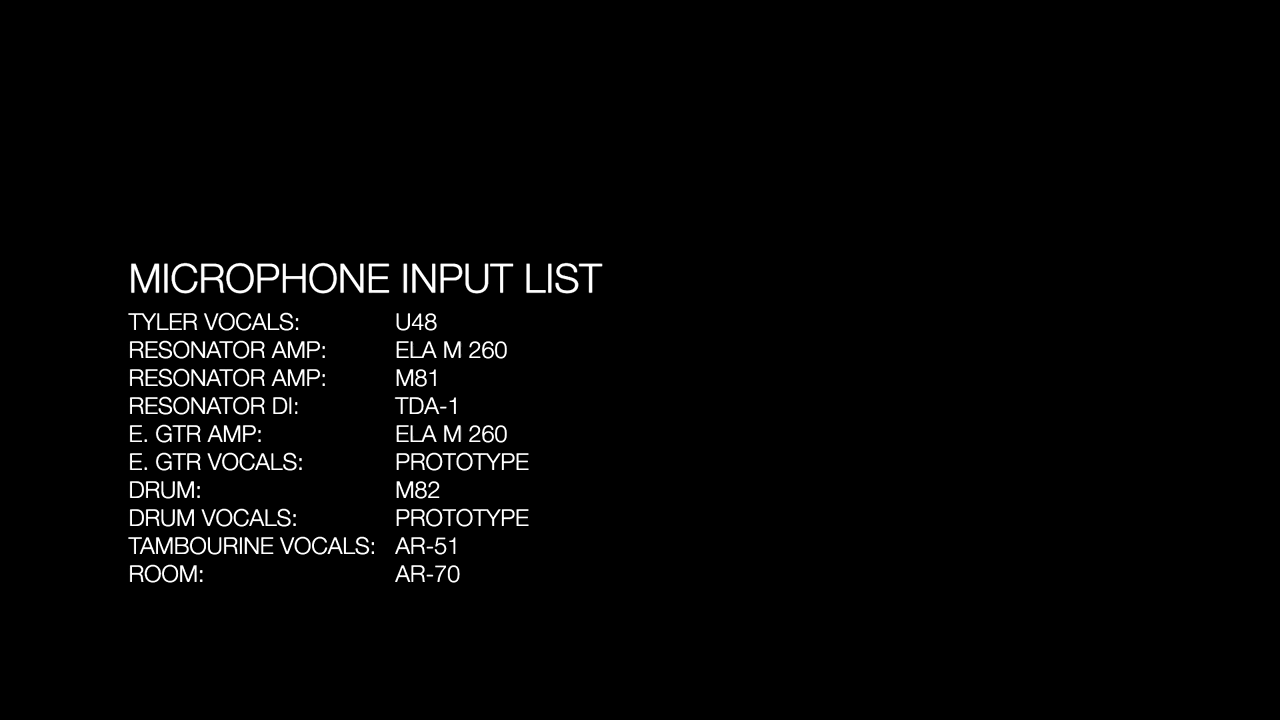 MICROPHONE INPUT LIST
TYLER VOCALS: U48
RESONATOR AMP: ELA M 260
RESONATOR AMP: M81
RESONATOR DI: TDA-1
E. GTR AMP: ELA M 260
E. GTR VOCALS: PROTOTYPE
DRUM: M82
DRUM VOCALS: PROTOTYPE
TAMBOURINE VOCALS: AR-51
ROOM: AR-70